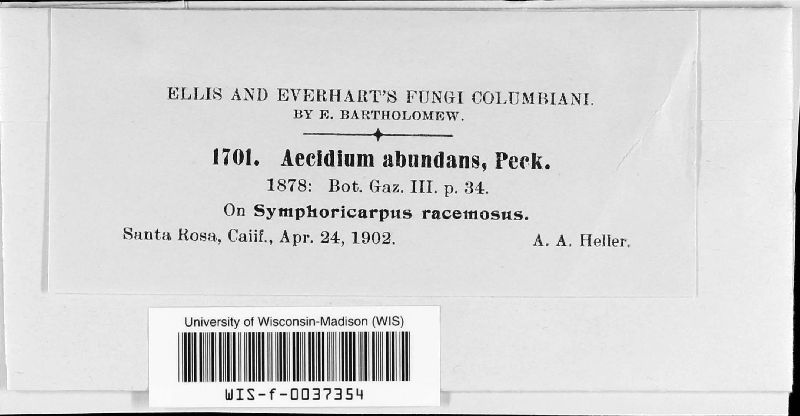 ELLIS AND EVERHART'S FUNGI COLUMBIANI.
BY E. BARTHOLOMEW.
1701. Aecidium abundans, Peck.
1878: Bot. Gaz. III. p. 34.
On Symphoricarpus racemosus.
Santa Rosa, Calif., Apr. 24, 1902. A. A. Heller.
University of Wisconsin-Madison (WIS)
WIS-f-0037354